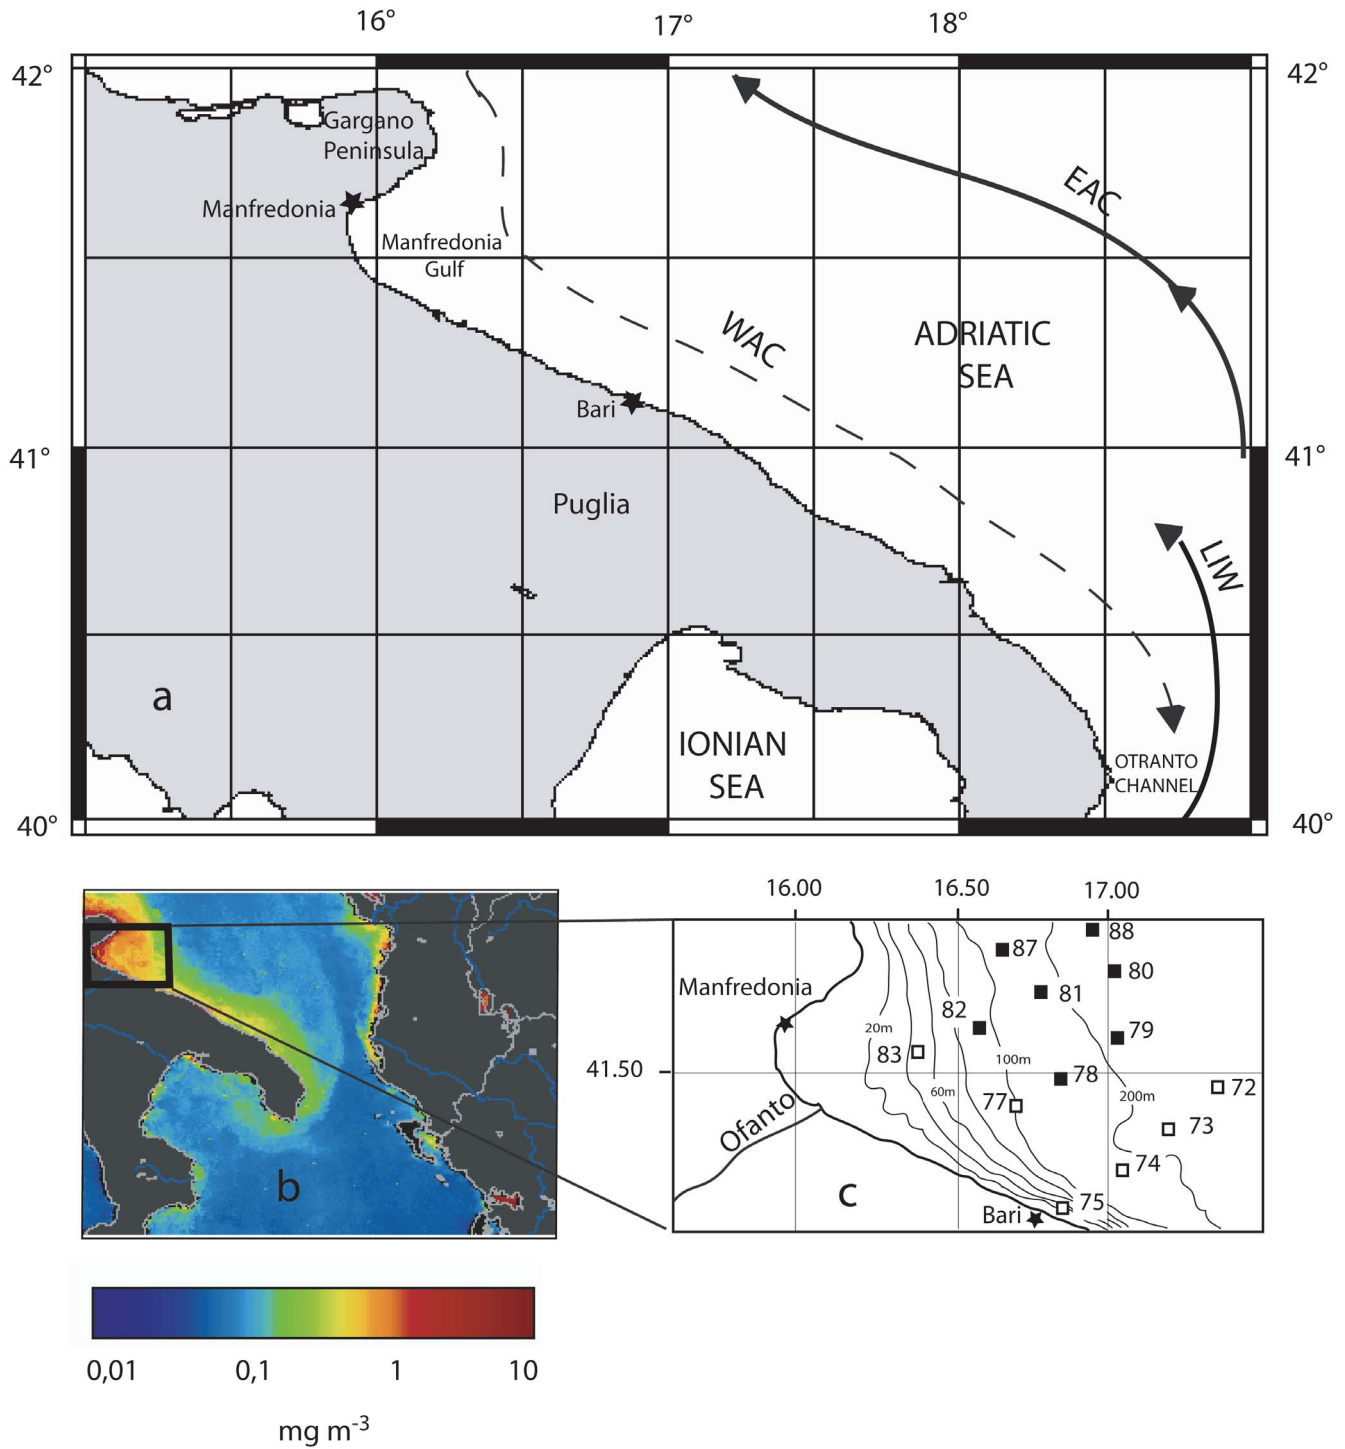 16°
17°
18°
42°
42°
Gargano
Peninsula
EAC
Manfredonia
Manfredonia
Gulf
WAC
ADRIATIC
SEA
Bari
41°
41°
Puglia
LIW
a
IONIAN
SEA
OTRANTO
CHANNEL
40°
40°
16.00
16.50
17.00
88
87
80
Manfredonia
81
82
20m
79
83
100m
41.50
78
60m
200m
72
77
Ofanto
73
74
b
c
75
Bari
0,01
0,1
1
10
mg m-3